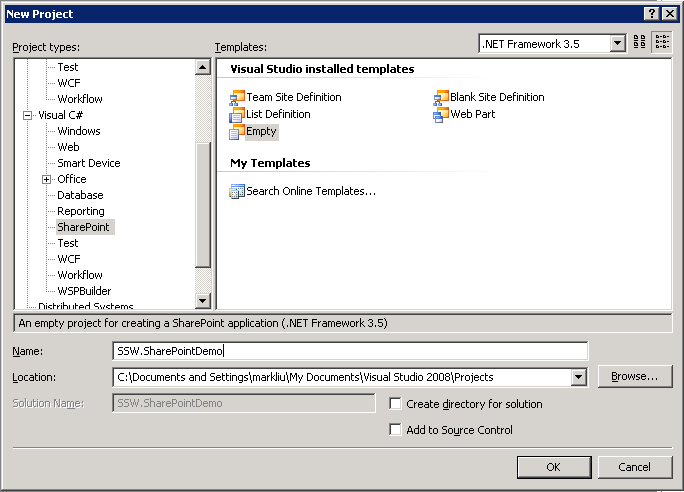 New Project
Project types:
Templates:
.NET Framework 3.5
Test
WCF
Workflow
Visual C#
Windows
Web
Smart Device
Office
Database
Reporting
SharePoint
Test
WCF
Workflow
WSPBuilder
Distributed Systems
Visual Studio installed templates
Team Site Definition
Blank Site Definition
List Definition
Web Part
Empty
My Templates
Search Online Templates...
An empty project for creating a SharePoint application (.NET Framework 3.5)
Name:
SSW.SharePointDemo
Location:
C:\Documents and Settings\markliu\My Documents\Visual Studio 2008\Projects
Browse...
Solution Name:
SSW.SharePointDemo
Create directory for solution
Add to Source Control
OK
Cancel